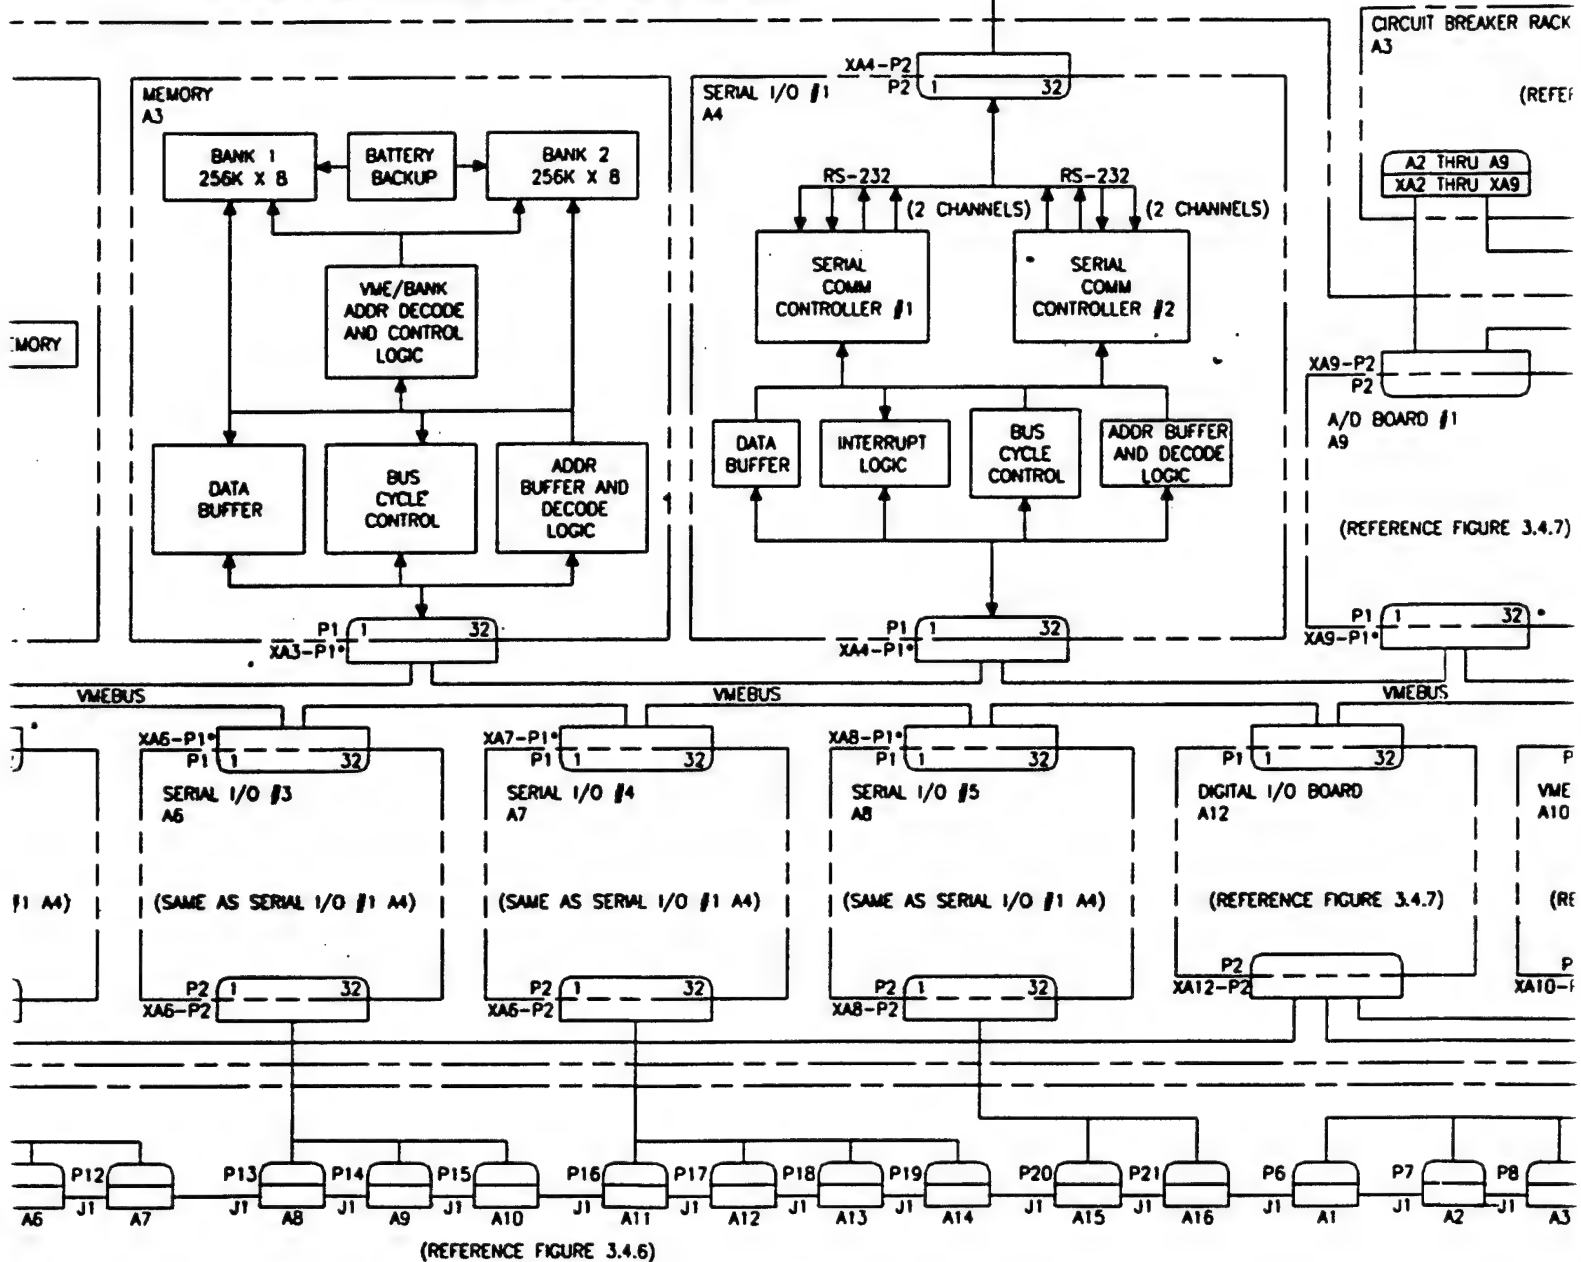 CIRCUIT BREAKER RACK
A3
(REFER
A2 THRU A9
XA2 THRU XA9
MEMORY
A3
BANK 1
256K X 8
BATTERY
BACKUP
BANK 2
256K X 8
VME/BANK
ADDR DECODE
AND CONTROL
LOGIC
DATA
BUFFER
BUS
CYCLE
CONTROL
ADDR
BUFFER AND
DECODE
LOGIC
P1 1 32
XA3-P1*
EMORY
XA4-P2
P2 1 32
SERIAL I/O #1
A4
RS-232 RS-232
(2 CHANNELS) (2 CHANNELS)
SERIAL
COMM
CONTROLLER #1
SERIAL
COMM
CONTROLLER #2
DATA
BUFFER
INTERRUPT
LOGIC
BUS
CYCLE
CONTROL
ADDR BUFFER
AND DECODE
LOGIC
P1 1 32
XA4-P1*
XA9-P2
P2
A/D BOARD #1
A9
(REFERENCE FIGURE 3.4.7)
P1 1 32
XA9-P1*
VMEBUS VMEBUS VMEBUS
XA6-P1*
P1 1 32
SERIAL I/O #3
A6
(SAME AS SERIAL I/O #1 A4)
P2 1 32
XA6-P2
XA7-P1*
P1 1 32
SERIAL I/O #4
A7
(SAME AS SERIAL I/O #1 A4)
P2 1 32
XA6-P2
XA8-P1*
P1 1 32
SERIAL I/O #5
A8
(SAME AS SERIAL I/O #1 A4)
P2 1 32
XA8-P2
P1 1 32
DIGITAL I/O BOARD
A12
(REFERENCE FIGURE 3.4.7)
P2
XA12-P2
P
VME
A10
(RE
P
XA10-P
#1 A4)
P12 P13 P14 P15 P16 P17 P18 P19 P20 P21 P6 P7 P8
J1 J1 J1 J1 J1 J1 J1 J1 J1 J1 J1 J1 J1
A6 A7 A8 A9 A10 A11 A12 A13 A14 A15 A16 A1 A2 A3
(REFERENCE FIGURE 3.4.6)